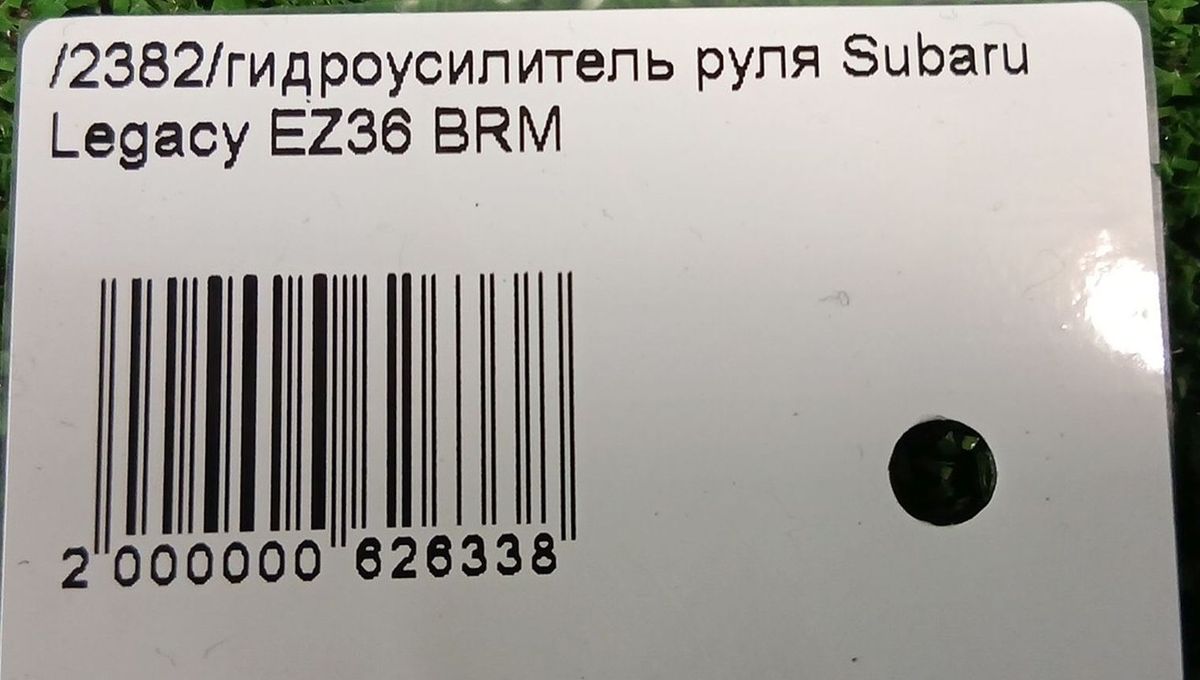 /2382/гидроусилитель руля Subaru
Legacy EZ36 BRM
2 000000 626338